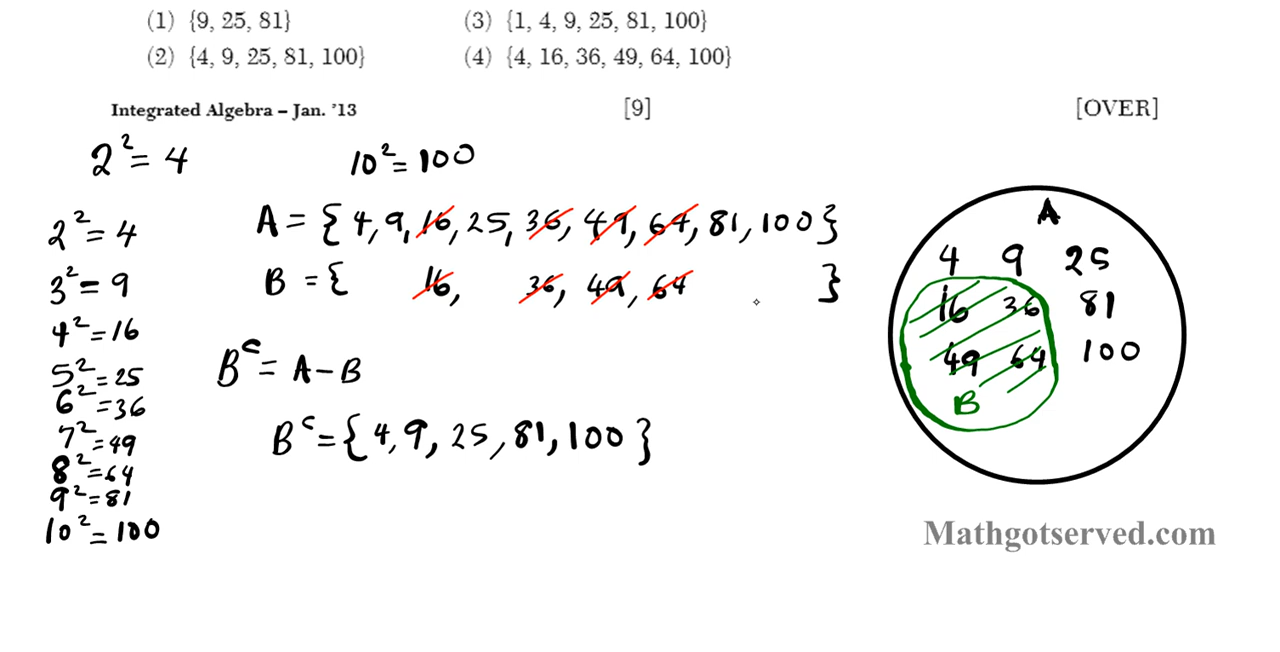 (1) {9, 25, 81} (3) {1, 4, 9, 25, 81, 100}
(2) {4, 9, 25, 81, 100} (4) {4, 16, 36, 49, 64, 100}
Integrated Algebra – Jan. ’13 [9] [OVER]
2² = 4 10² = 100
2² = 4
3² = 9
4² = 16
5² = 25
6² = 36
7² = 49
8² = 64
9² = 81
10² = 100
A = {4, 9, 16, 25, 36, 49, 64, 81, 100}
B = { 16, 36, 49, 64 }
Bᶜ = A – B
Bᶜ = {4, 9, 25, 81, 100}
A
4 9 25
16 36 81
49 64 100
B
Mathgotserved.com